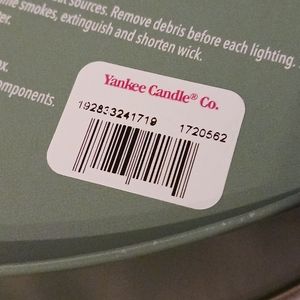 sources. Remove debris before each lighting.
smokes, extinguish and shorten wick.
components.
Yankee Candle® Co.
192833241719 1720562